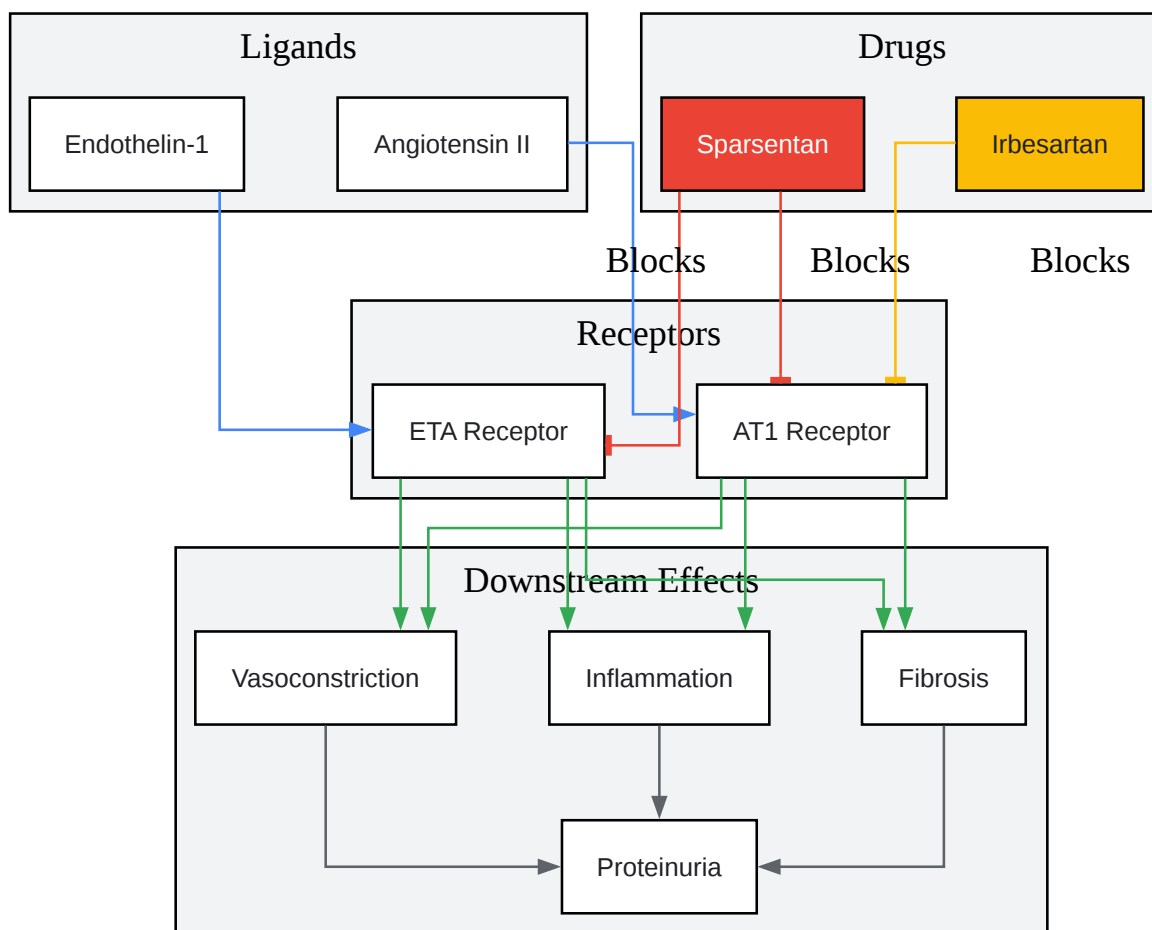 Ligands
Drugs
Endothelin-1
Angiotensin II
Sparsentan
Irbesartan
Blocks
Blocks
Blocks
Receptors
ETA Receptor
AT1 Receptor
Downstream Effects
Vasoconstriction
Inflammation
Fibrosis
Proteinuria